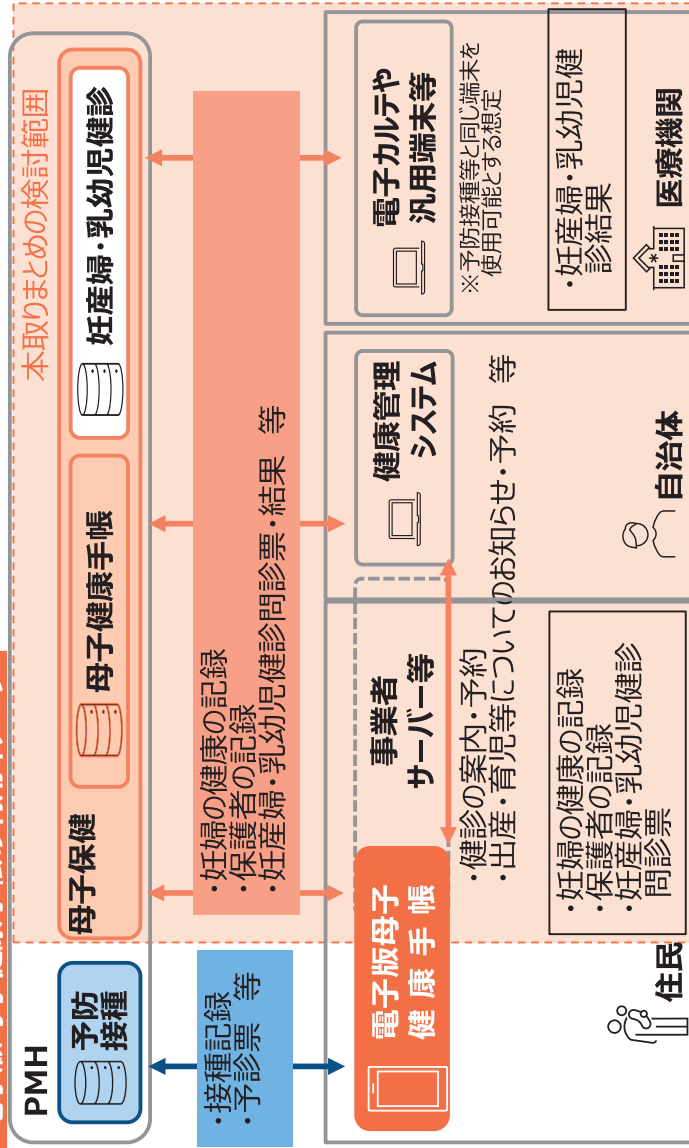 本取りまとめの検討範囲
PMH
予防
接種
母子保健
母子健康手帳
妊産婦・乳幼児健診
・接種記録
・予診票 等
・妊婦の健康の記録
・保護者の記録
・妊産婦・乳幼児健診問診票・結果 等
電子版母子
健康手帳
事業者
サーバー等
健康管理
システム
電子カルテや
汎用端末等
※予防接種等と同じ端末を
使用可能とする想定
・健診の案内・予約
・出産・育児等についてのお知らせ・予約 等
・妊婦の健康の記録
・保護者の記録
・妊産婦・乳幼児健診
問診票
・妊産婦・乳幼児健
診結果
住民
自治体
医療機関